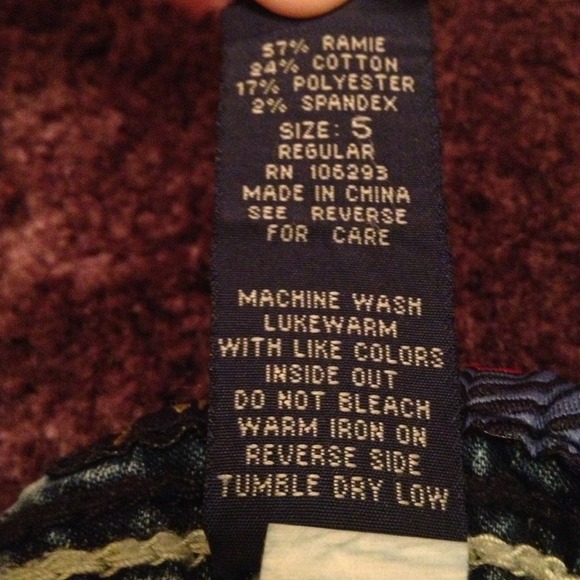 57% RAMIE
24% COTTON
17% POLYESTER
2% SPANDEX
SIZE: 5
REGULAR
RN 106293
MADE IN CHINA
SEE REVERSE
FOR CARE
MACHINE WASH
LUKEWARM
WITH LIKE COLORS
INSIDE OUT
DO NOT BLEACH
WARM IRON ON
REVERSE SIDE
TUMBLE DRY LOW